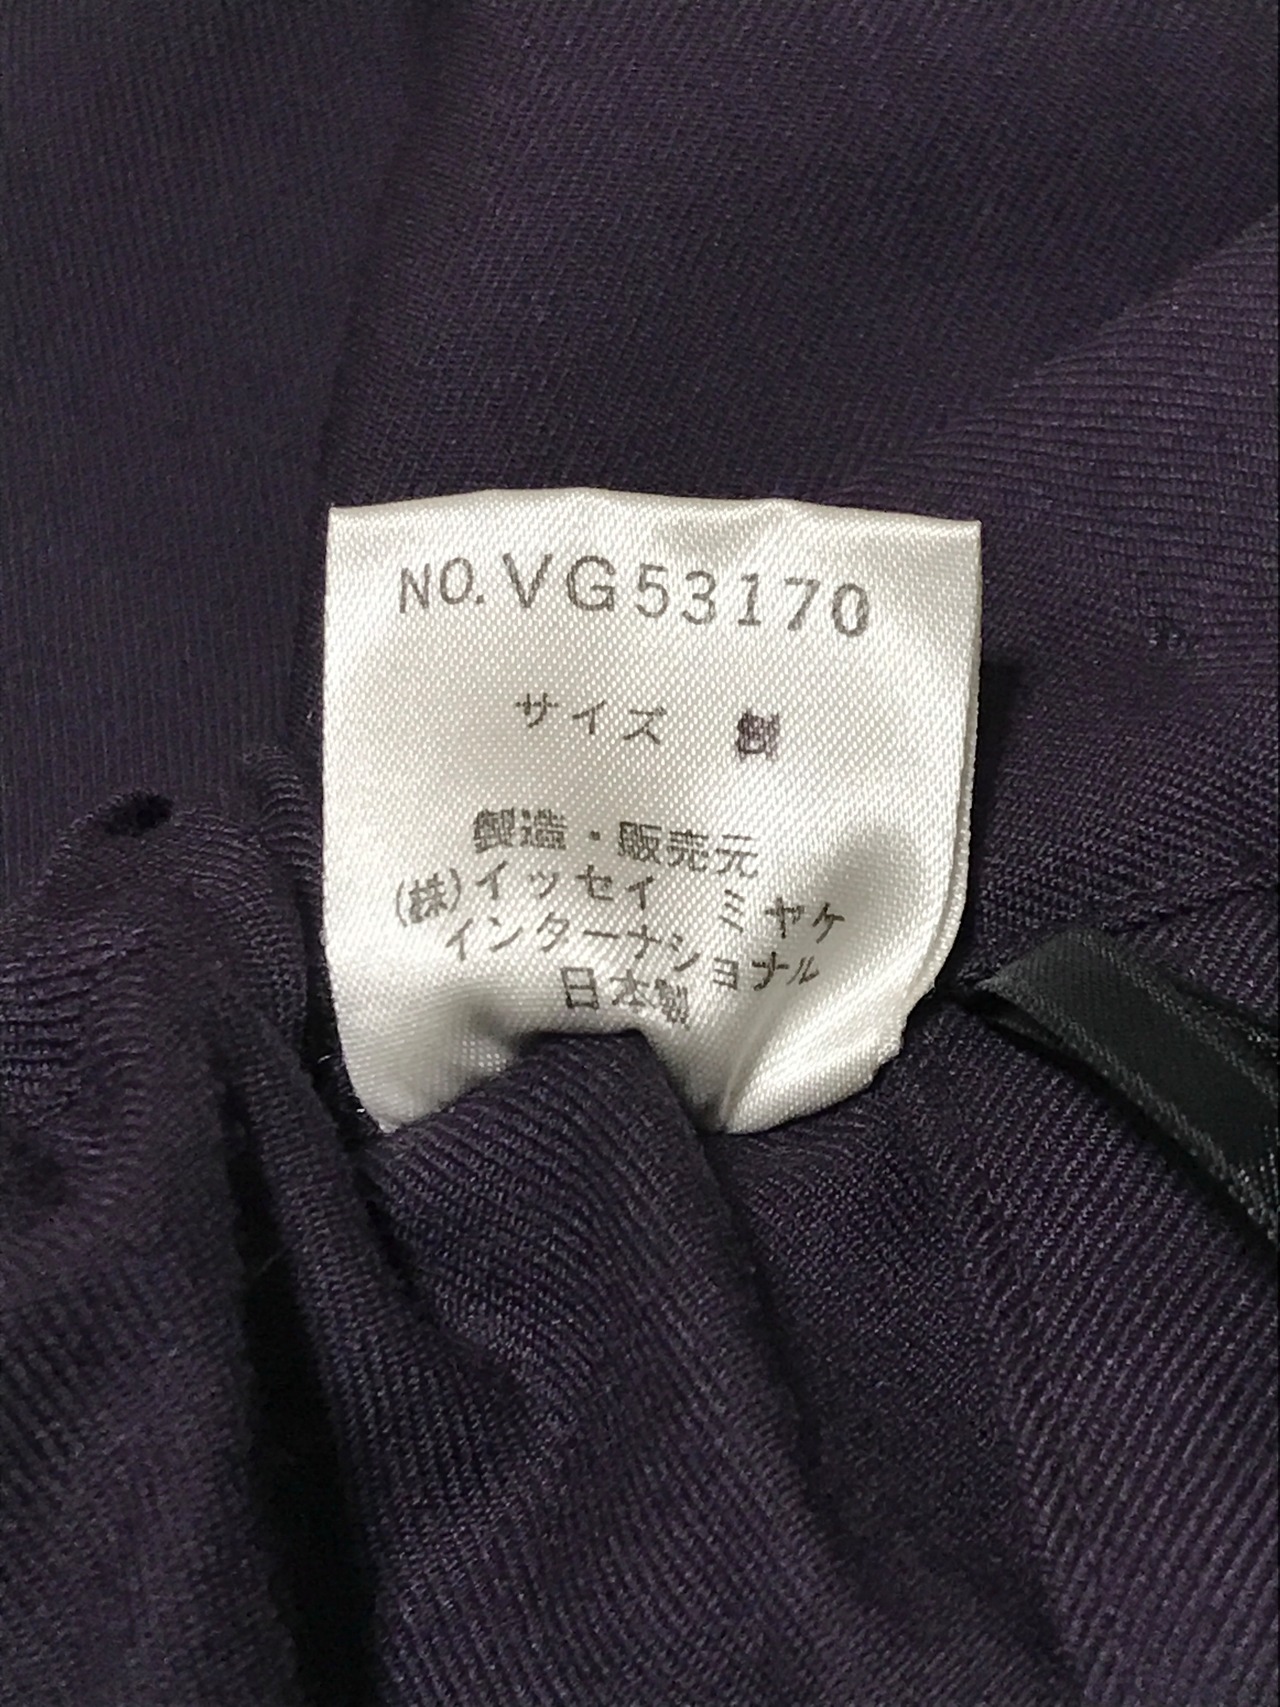 NO. VG53170
サイズ
製造・販売元
(株)イッセイ ミヤケ
インターナショナル
日本製